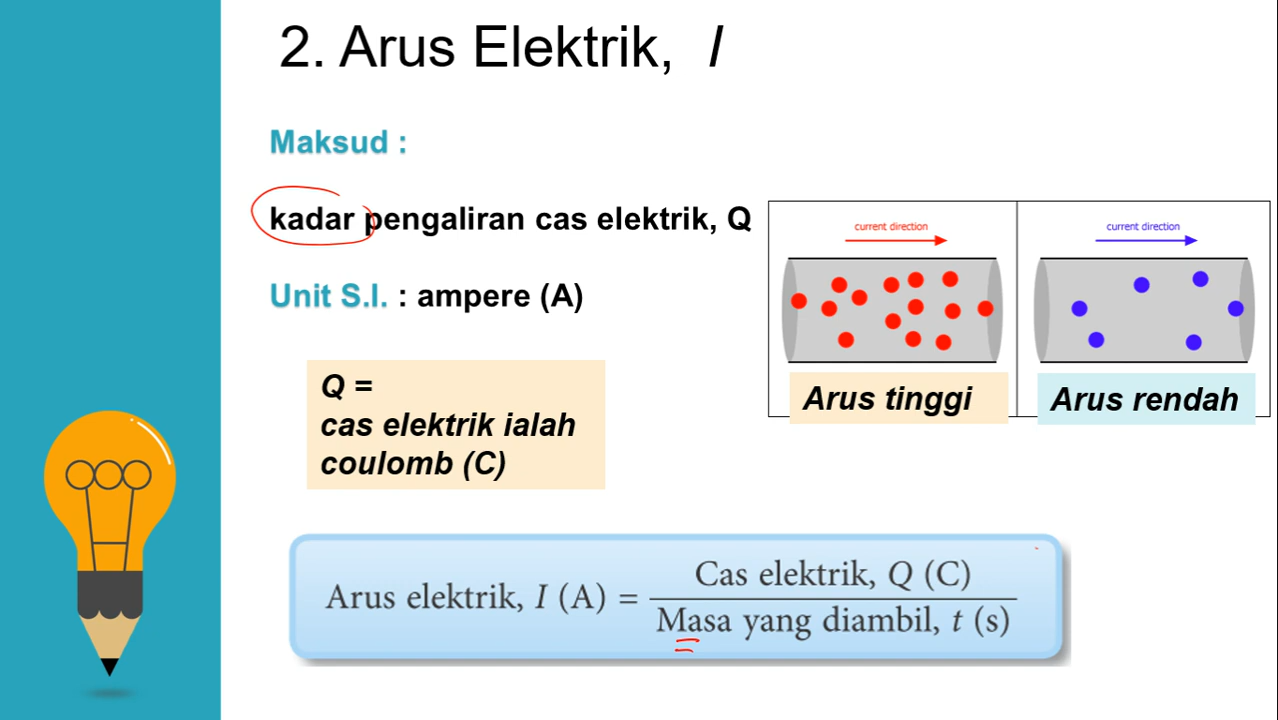 2. Arus Elektrik, I
Maksud :
kadar pengaliran cas elektrik, Q
Unit S.I. : ampere (A)
Q =
cas elektrik ialah
coulomb (C)
current direction
Arus tinggi
current direction
Arus rendah
Arus elektrik, I (A) = Cas elektrik, Q (C)
Masa yang diambil, t (s)